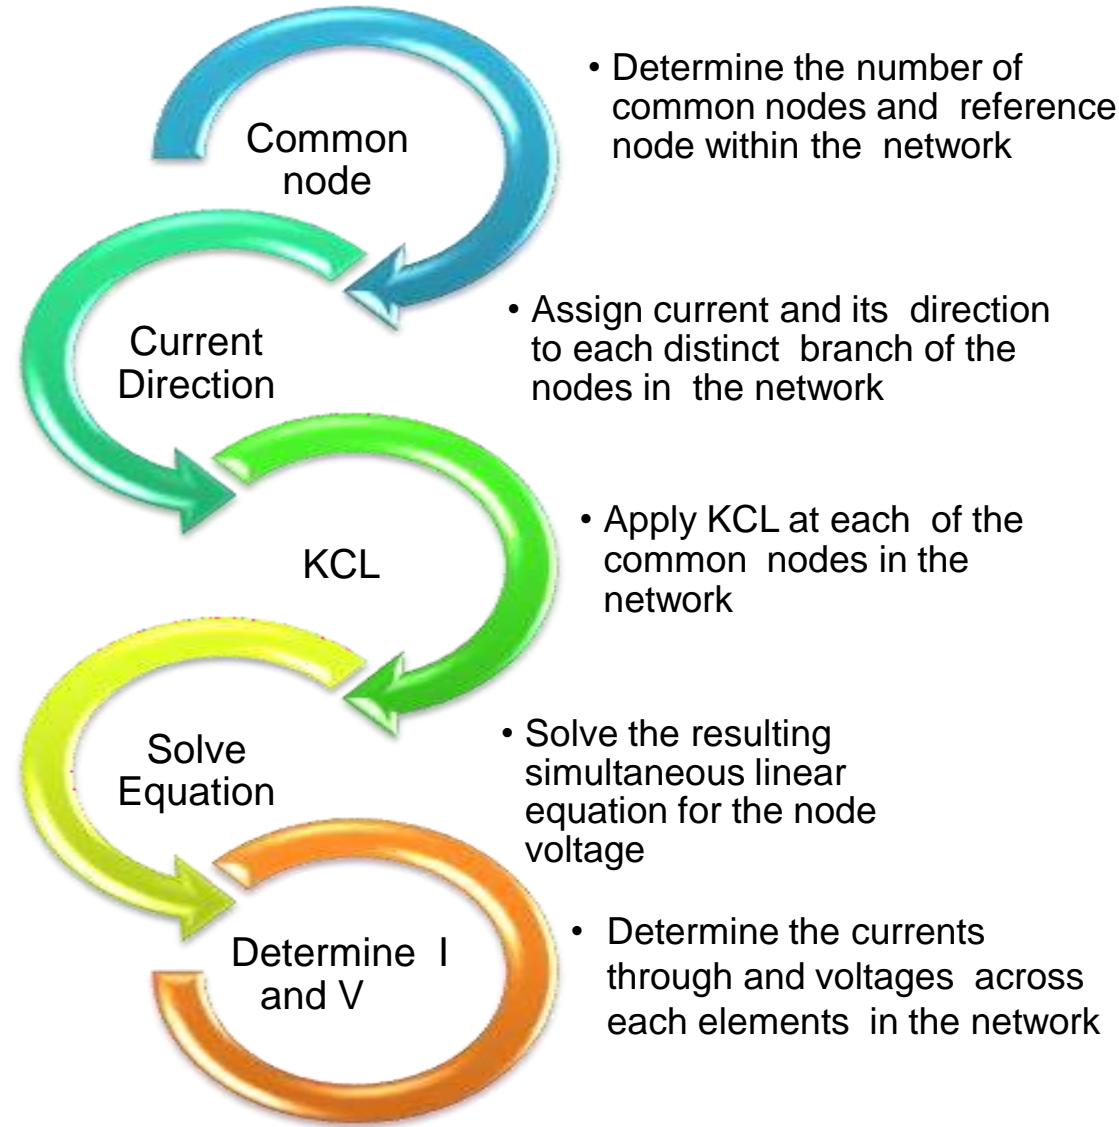 Common
node
• Determine the number of
common nodes and reference
node within the network
Current
Direction
• Assign current and its direction
to each distinct branch of the
nodes in the network
KCL
• Apply KCL at each of the
common nodes in the
network
Solve
Equation
• Solve the resulting
simultaneous linear
equation for the node
voltage
Determine I
and V
• Determine the currents
through and voltages across
each elements in the network